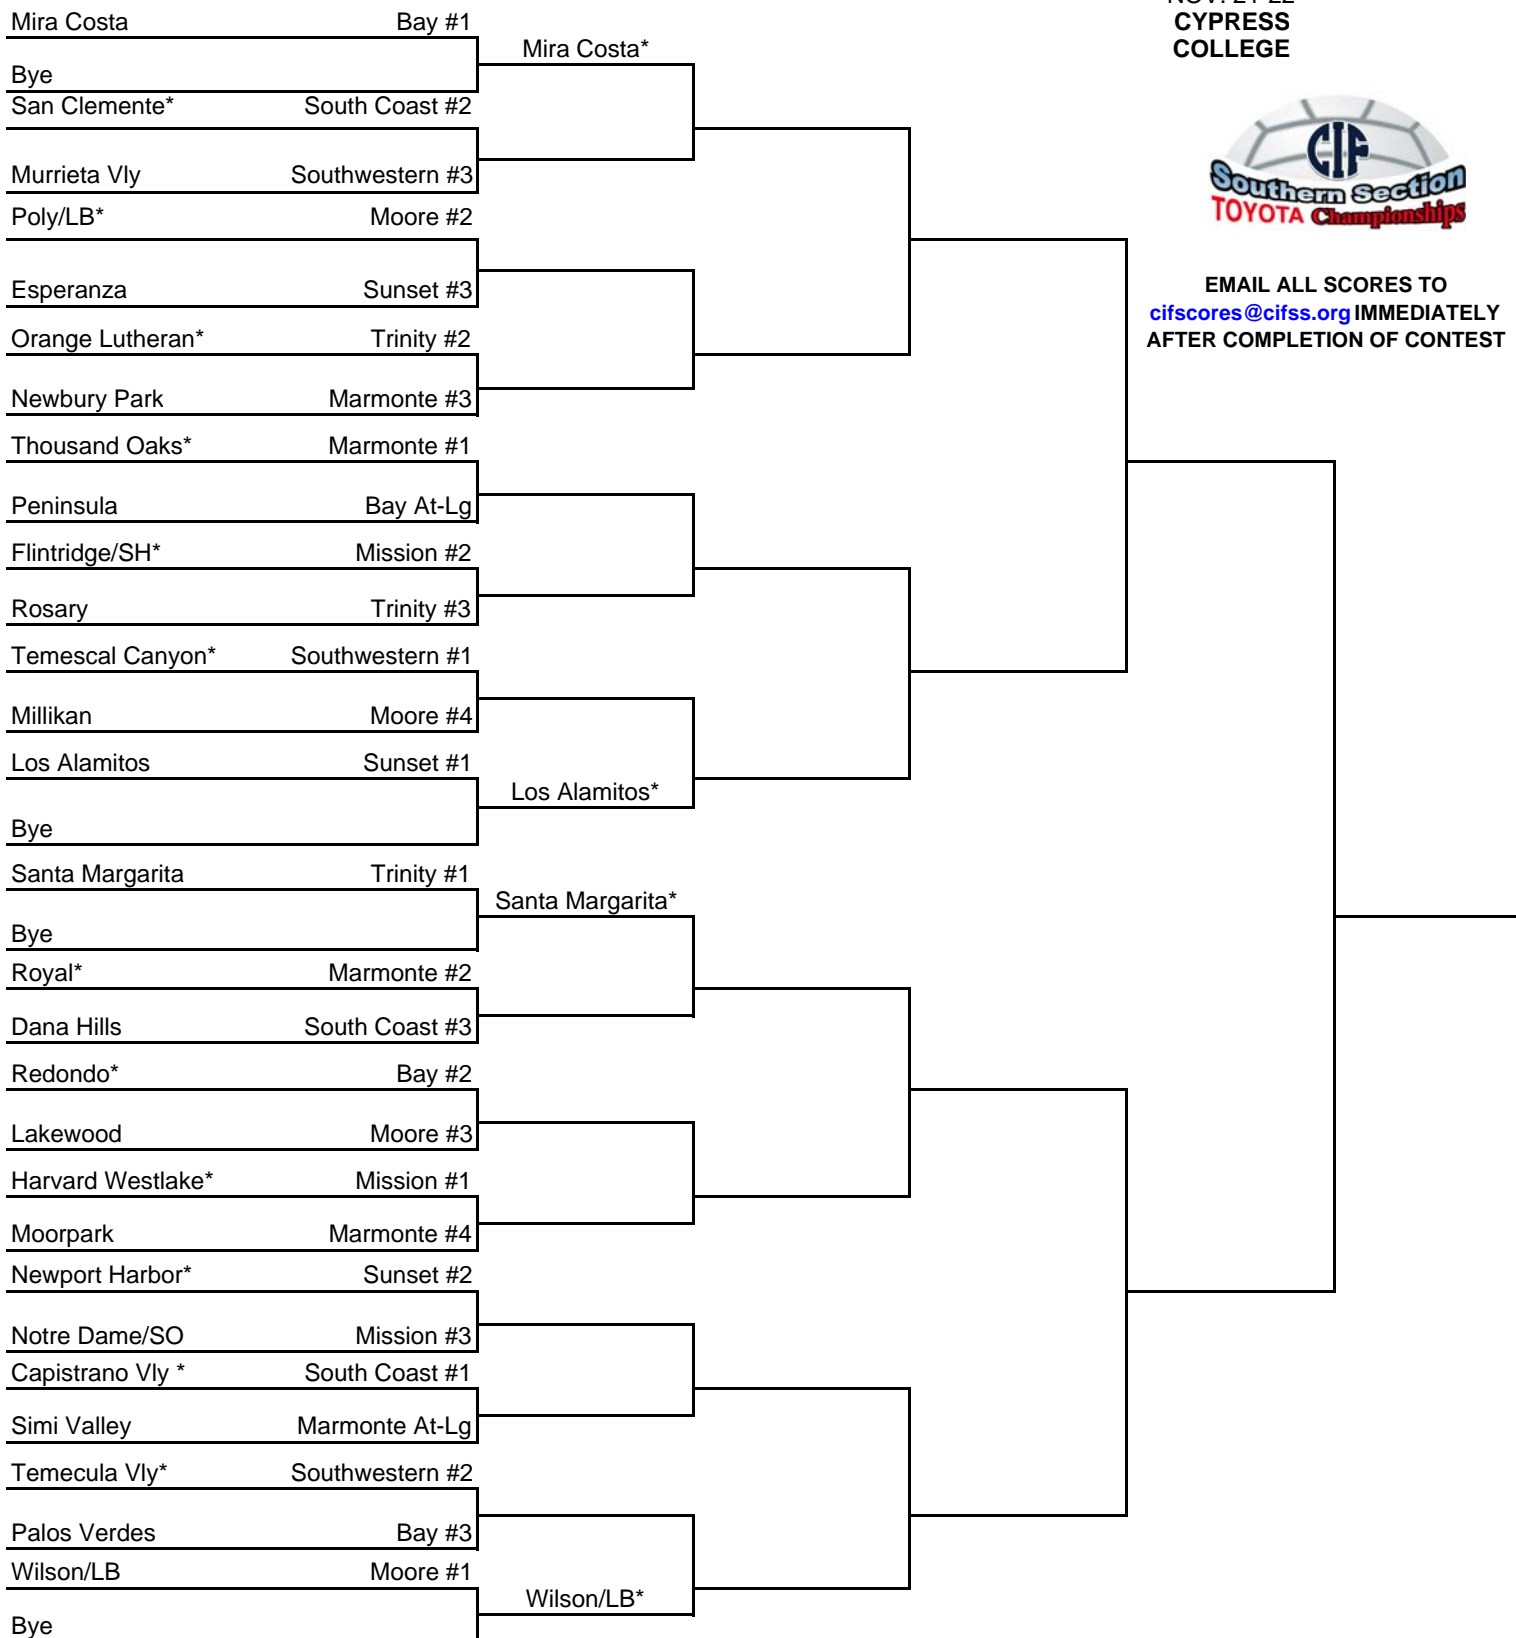 NOV. 21-22
CYPRESS
COLLEGE
CIF
Southern Section
TOYOTA Championships
EMAIL ALL SCORES TO
cifscores@cifss.org IMMEDIATELY
AFTER COMPLETION OF CONTEST
Mira Costa Bay #1
Mira Costa*
Bye
San Clemente* South Coast #2
Murrieta Vly Southwestern #3
Poly/LB* Moore #2
Esperanza Sunset #3
Orange Lutheran* Trinity #2
Newbury Park Marmonte #3
Thousand Oaks* Marmonte #1
Peninsula Bay At-Lg
Flintridge/SH* Mission #2
Rosary Trinity #3
Temescal Canyon* Southwestern #1
Millikan Moore #4
Los Alamitos Sunset #1
Los Alamitos*
Bye
Santa Margarita Trinity #1
Santa Margarita*
Bye
Royal* Marmonte #2
Dana Hills South Coast #3
Redondo* Bay #2
Lakewood Moore #3
Harvard Westlake* Mission #1
Moorpark Marmonte #4
Newport Harbor* Sunset #2
Notre Dame/SO Mission #3
Capistrano Vly * South Coast #1
Simi Valley Marmonte At-Lg
Temecula Vly* Southwestern #2
Palos Verdes Bay #3
Wilson/LB Moore #1
Wilson/LB*
Bye